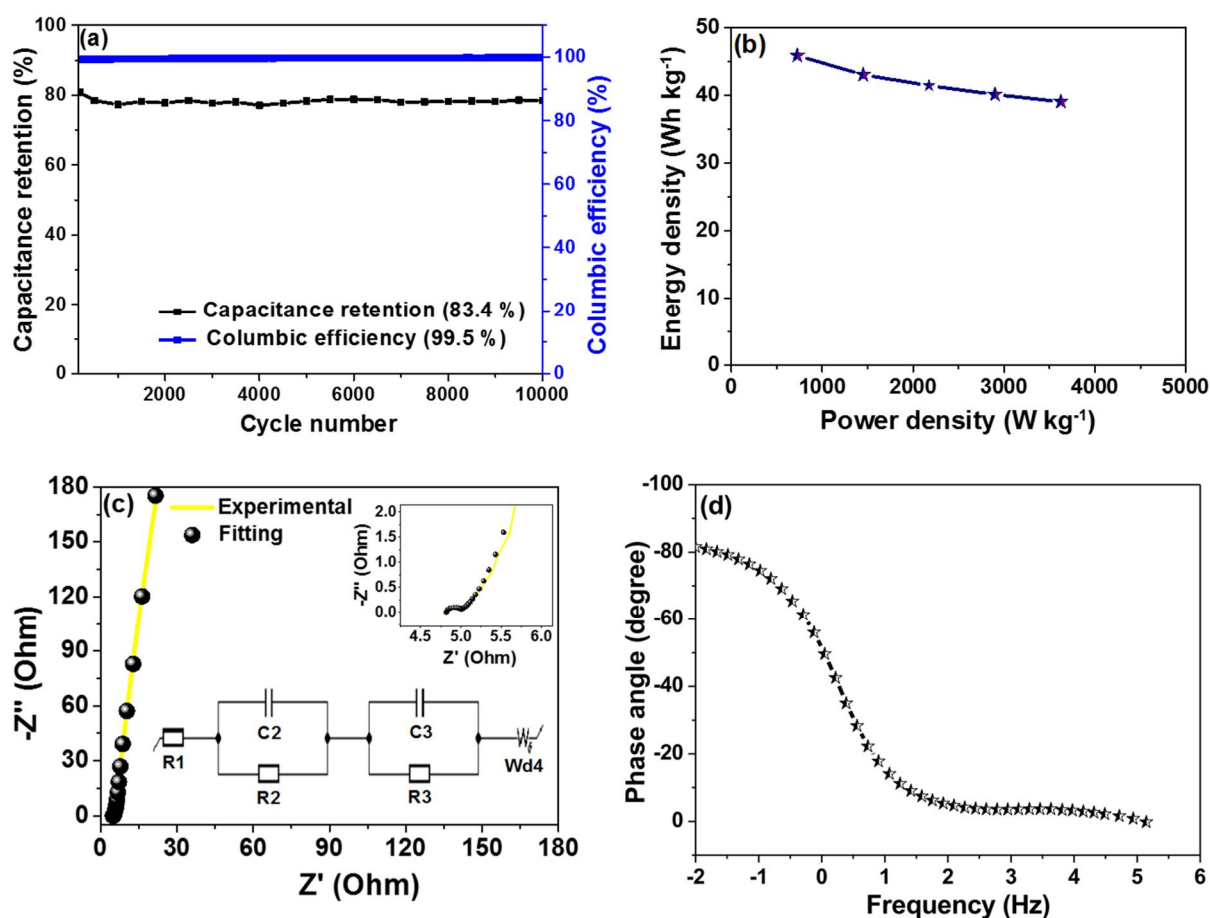 (a)
Capacitance retention (%)
100
80
60
40
20
0
100
80
60
40
20
0
Columbic efficiency (%)
Capacitance retention (83.4 %)
Columbic efficiency (99.5 %)
2000 4000 6000 8000 10000
Cycle number
(b)
Energy density (Wh kg⁻¹)
50
40
30
20
10
0
0 1000 2000 3000 4000 5000
Power density (W kg⁻¹)
(c)
-Z'' (Ohm)
180
150
120
90
60
30
0
Experimental
Fitting
-Z'' (Ohm)
2.0
1.5
1.0
0.5
0.0
4.5 5.0 5.5 6.0
Z' (Ohm)
C2 C3
R1 Wd4
R2 R3
0 30 60 90 120 150 180
Z' (Ohm)
(d)
Phase angle (degree)
-100
-80
-60
-40
-20
0
-2 -1 0 1 2 3 4 5 6
Frequency (Hz)